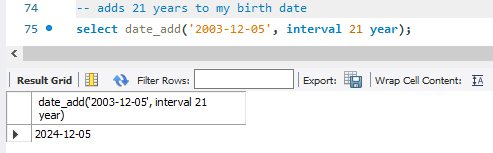 74 -- adds 21 years to my birth date
75 select date_add('2003-12-05', interval 21 year);
Result Grid Filter Rows: Export: Wrap Cell Content:
date_add('2003-12-05', interval 21
year)
2024-12-05